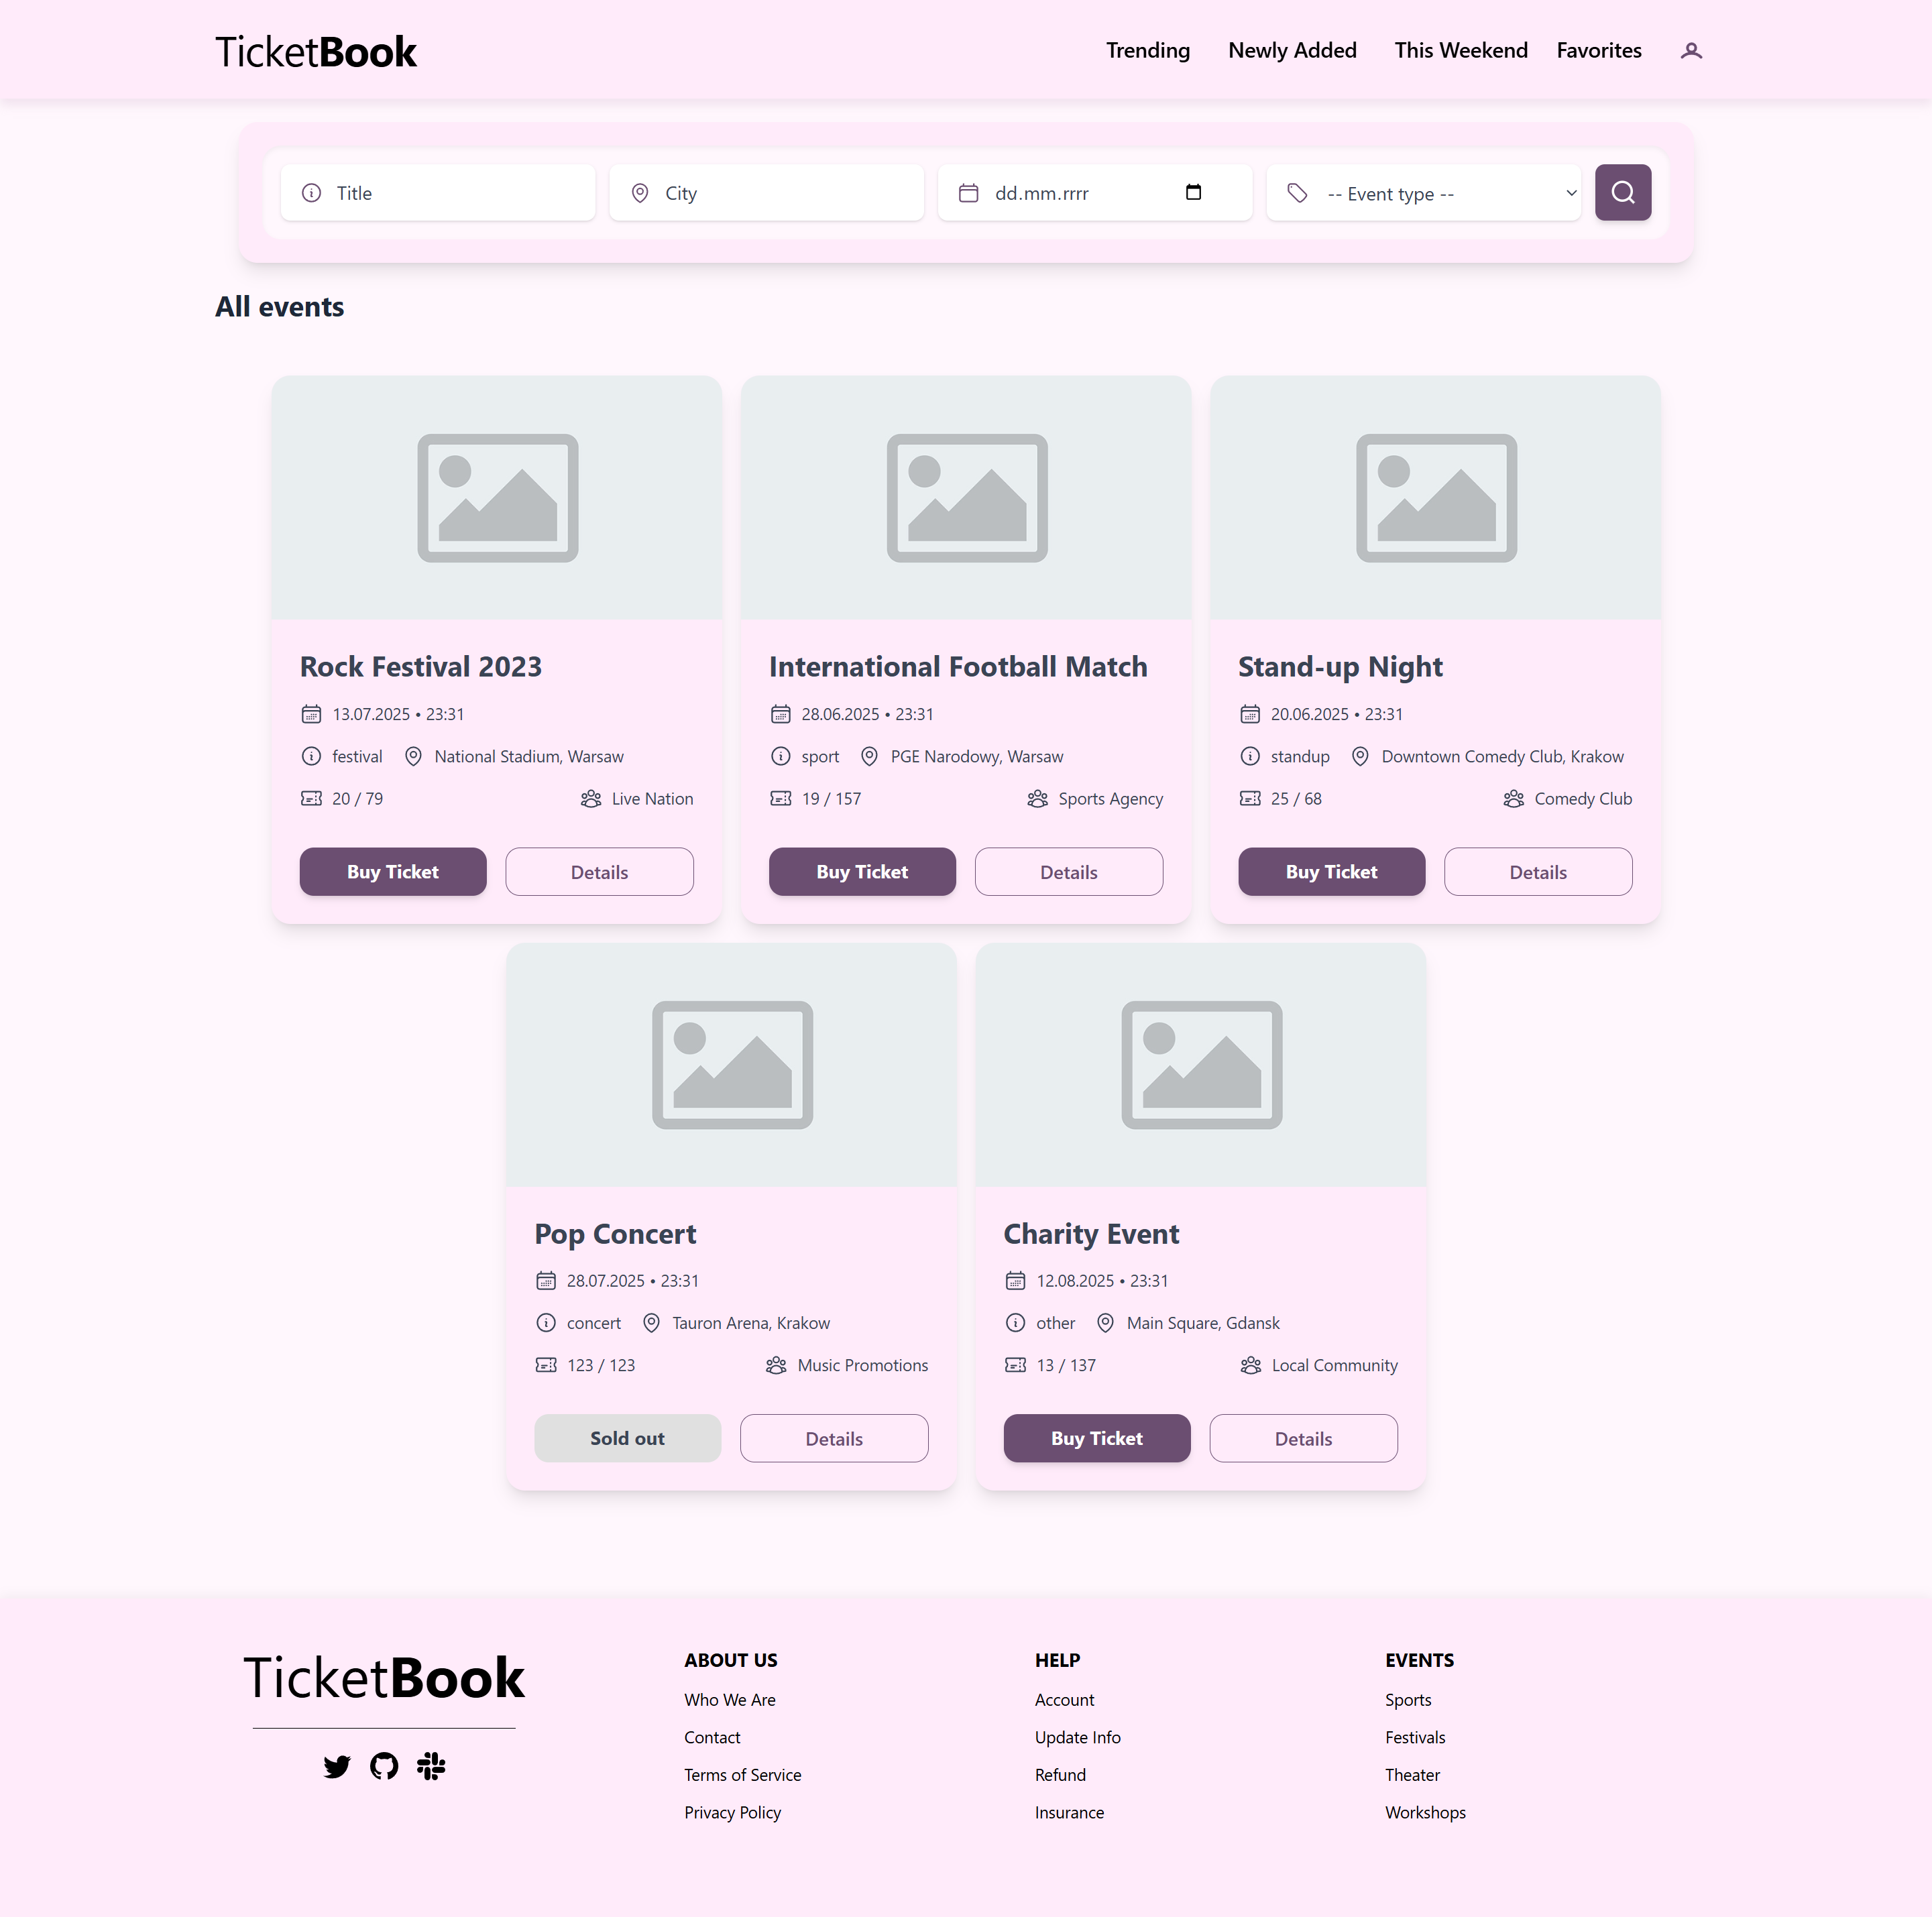 TicketBook
Trending Newly Added This Weekend Favorites
Title City dd.mm.rrrr -- Event type --
All events
Rock Festival 2023
13.07.2025 • 23:31
festival National Stadium, Warsaw
20 / 79 Live Nation
Buy Ticket Details
International Football Match
28.06.2025 • 23:31
sport PGE Narodowy, Warsaw
19 / 157 Sports Agency
Buy Ticket Details
Stand-up Night
20.06.2025 • 23:31
standup Downtown Comedy Club, Krakow
25 / 68 Comedy Club
Buy Ticket Details
Pop Concert
28.07.2025 • 23:31
concert Tauron Arena, Krakow
123 / 123 Music Promotions
Sold out Details
Charity Event
12.08.2025 • 23:31
other Main Square, Gdansk
13 / 137 Local Community
Buy Ticket Details
TicketBook
ABOUT US
Who We Are
Contact
Terms of Service
Privacy Policy
HELP
Account
Update Info
Refund
Insurance
EVENTS
Sports
Festivals
Theater
Workshops